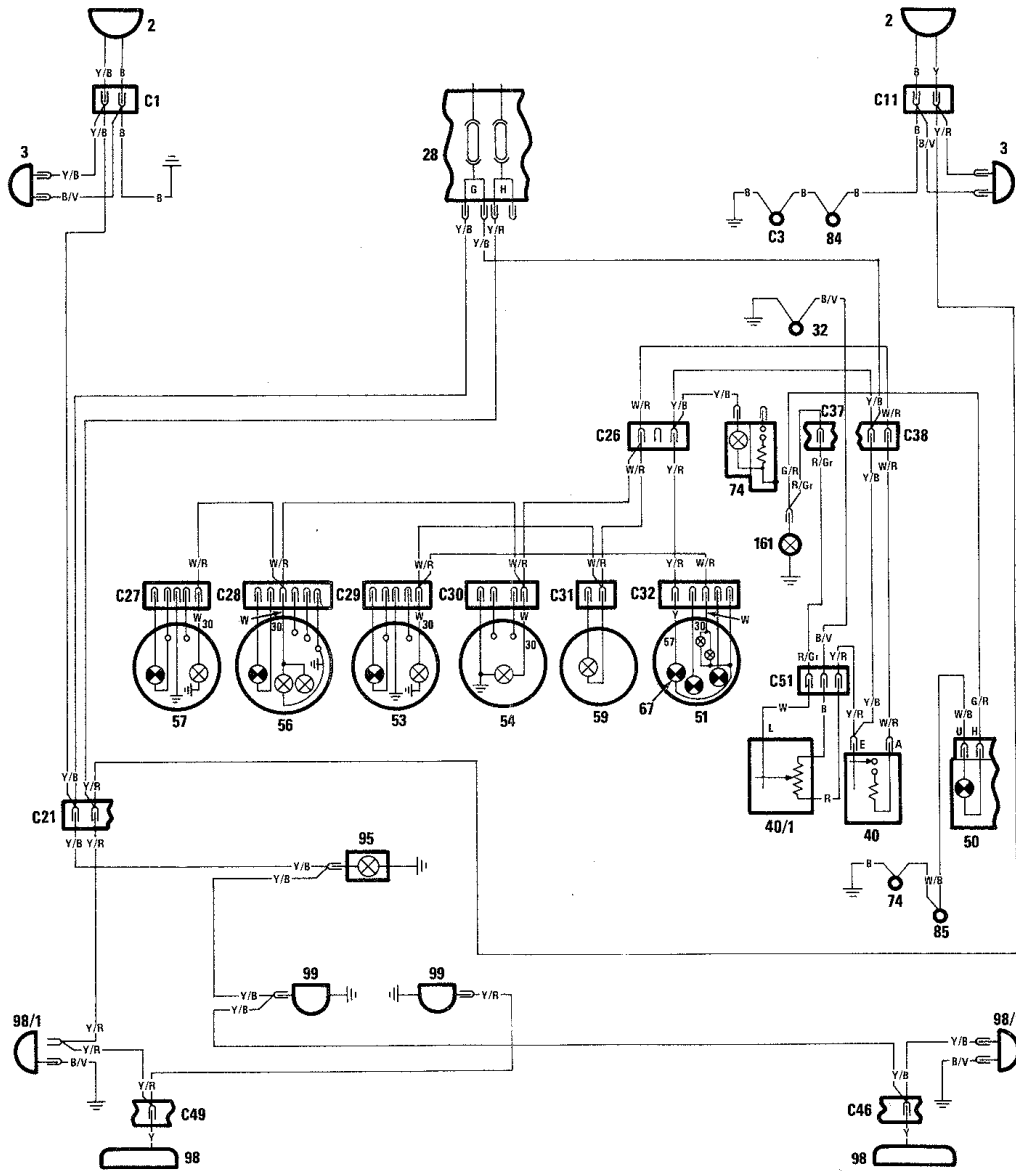 2
2
Y/B B
B Y
C1
C11
Y/B B
B B/V Y/R
3
Y/B
B/V
B
3
28
G H
Y/B Y/B Y/R
B B B
C3 84
B/V
32
W/R Y/B Y/B
C26
W/R Y/R
74
G/R R/Gr
C37
R/Gr
Y/B W/R
C38
Y/B W/R
161
W/R W/R W/R W/R W/R Y/R W/R
C27 C28 C29 C30 C31 C32
W 30
W 30
W 30
W 30
Y 30 W
57
57 56 53 54 59 67 51
R/Gr B/V Y/R
C51
W B
L
R
40/1
Y/R Y/B W/R
E A
40
W/B G/R
U H
50
Y/B Y/R
C21
Y/B Y/R
95
Y/B
Y/B
B W/B
74
85
99 99
Y/B Y/R
Y/B
98/1
Y/R
Y/R
B/V
Y/R
C49
Y
98
98/
Y/B
B/V
Y/B
C46
Y
98